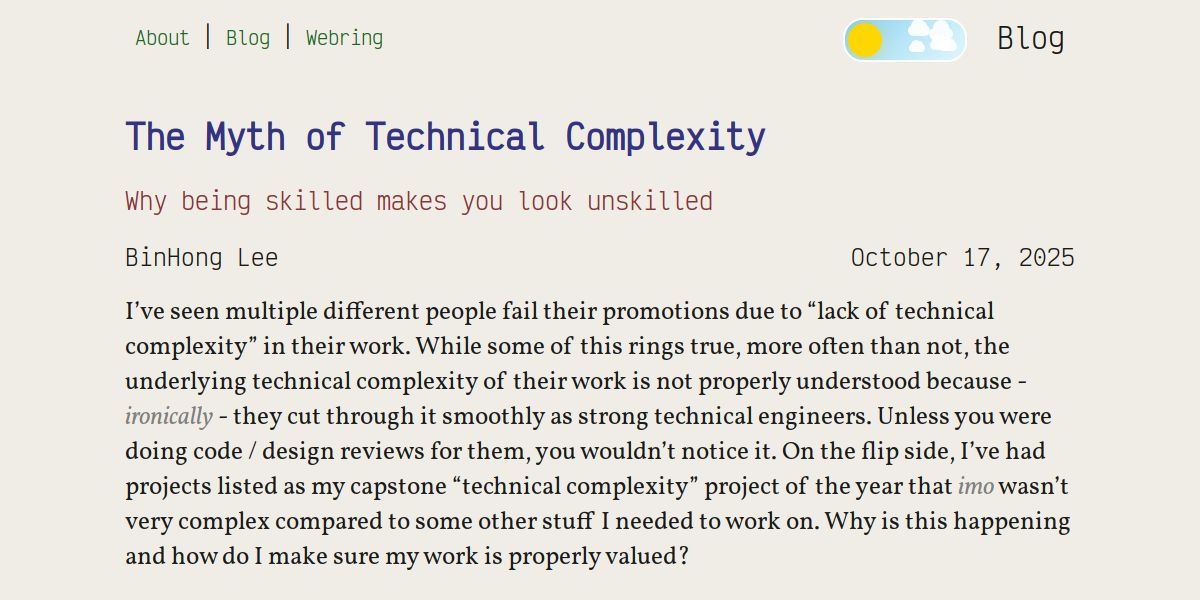 About | Blog | Webring
Blog
The Myth of Technical Complexity
Why being skilled makes you look unskilled
BinHong Lee
October 17, 2025
I’ve seen multiple different people fail their promotions due to “lack of technical
complexity” in their work. While some of this rings true, more often than not, the
underlying technical complexity of their work is not properly understood because -
ironically - they cut through it smoothly as strong technical engineers. Unless you were
doing code / design reviews for them, you wouldn’t notice it. On the flip side, I’ve had
projects listed as my capstone “technical complexity” project of the year that imo wasn’t
very complex compared to some other stuff I needed to work on. Why is this happening
and how do I make sure my work is properly valued?